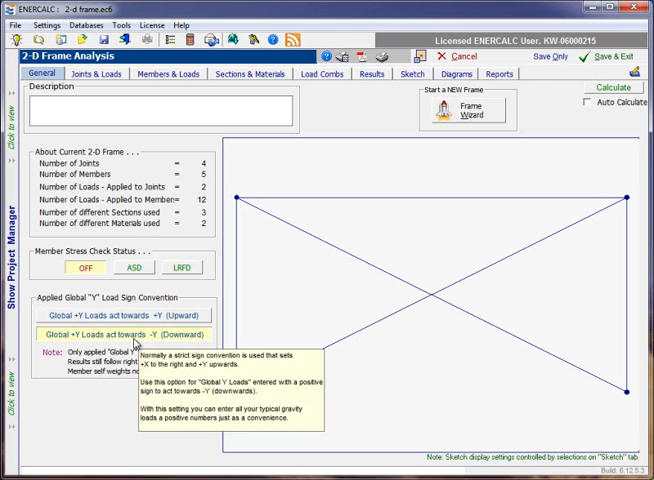 ENERCALC : 2-d frame.ec6
File Settings Databases Tools License Help
Licensed ENERCALC User, KW-06000215
2-D Frame Analysis
Cancel Save Only Save & Exit
General Joints & Loads Members & Loads Sections & Materials Load Combs Results Sketch Diagrams Reports
Description
Start a NEW Frame
Frame
Wizard
Calculate
Auto Calculate
Click to view
About Current 2-D Frame . . .
Number of Joints = 4
Number of Members = 5
Number of Loads - Applied to Joints = 2
Number of Loads - Applied to Members = 12
Number of different Sections used = 3
Number of different Materials used = 2
Show Project Manager
Member Stress Check Status . . .
OFF ASD LRFD
Applied Global "Y" Load Sign Convention
Global +Y Loads act towards +Y (Upward)
Global +Y Loads act towards -Y (Downward)
Note: Only applied "Global Y"
Results still follow right
Member self weights
Normally a strict sign convention is used that sets
+X to the right and +Y upwards.
Use this option for "Global Y Loads" entered with a positive
sign to act towards -Y (downwards).
With this setting you can enter all your typical gravity
loads a positive numbers just as a convenience.
Click to view
Note: Sketch display settings controlled by selections on "Sketch" tab.
Build: 6.12.5.3